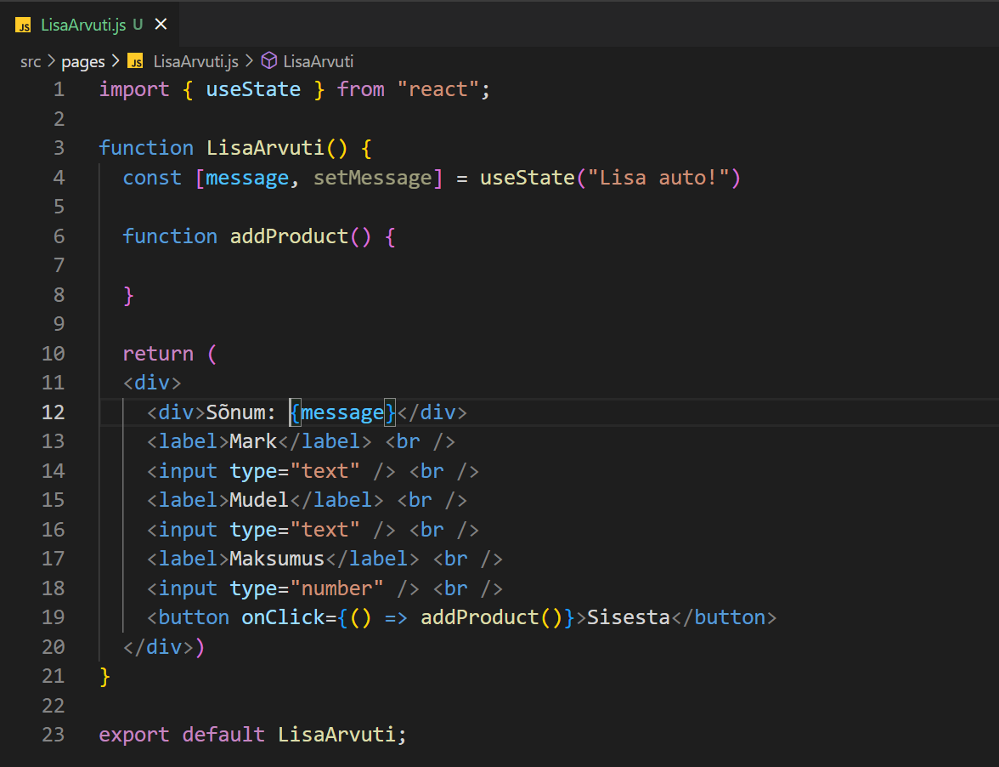 JS LisaArvuti.js U ×
src > pages > JS LisaArvuti.js > LisaArvuti
1 import { useState } from "react";
2
3 function LisaArvuti() {
4   const [message, setMessage] = useState("Lisa auto!")
5
6   function addProduct() {
7
8   }
9
10   return (
11   <div>
12     <div>Sõnum: {message}</div>
13     <label>Mark</label> <br />
14     <input type="text" /> <br />
15     <label>Mudel</label> <br />
16     <input type="text" /> <br />
17     <label>Maksumus</label> <br />
18     <input type="number" /> <br />
19     <button onClick={() => addProduct()}>Sisesta</button>
20   </div>)
21 }
22
23 export default LisaArvuti;